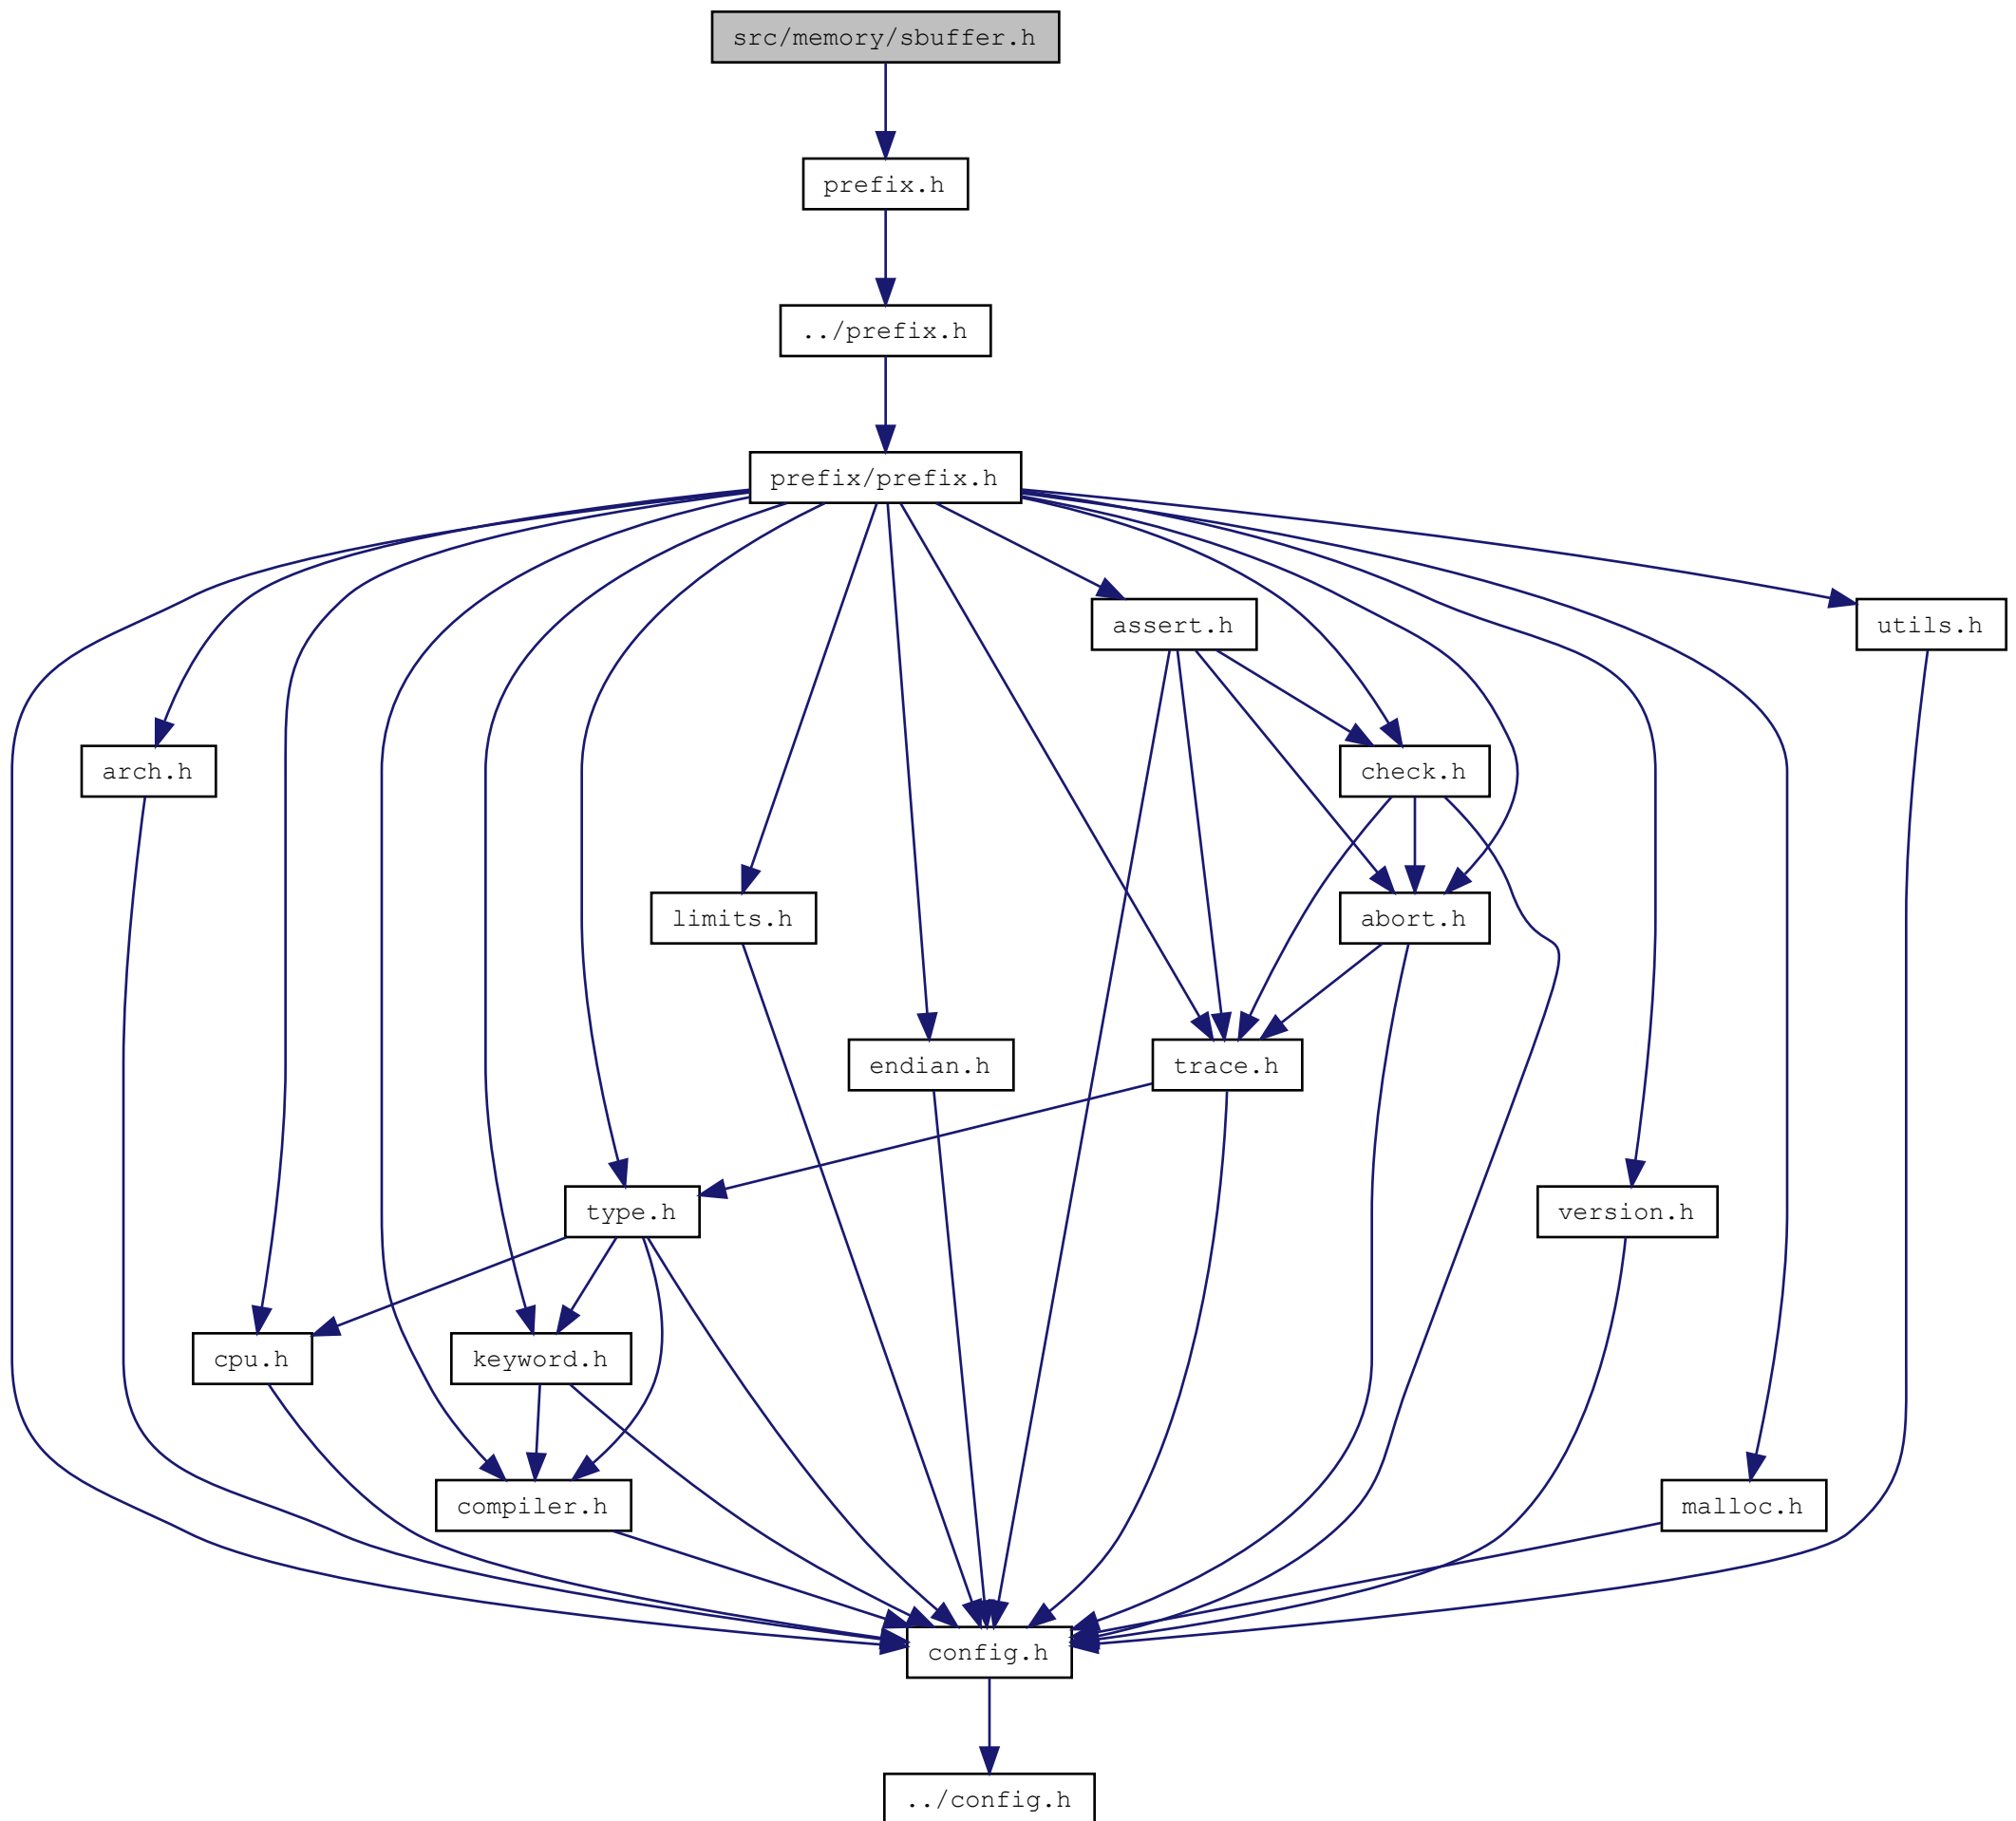 src/memory/sbuffer.h
prefix.h
../prefix.h
prefix/prefix.h
assert.h
utils.h
arch.h
check.h
limits.h
abort.h
endian.h
trace.h
type.h
version.h
cpu.h
keyword.h
compiler.h
malloc.h
config.h
../config.h